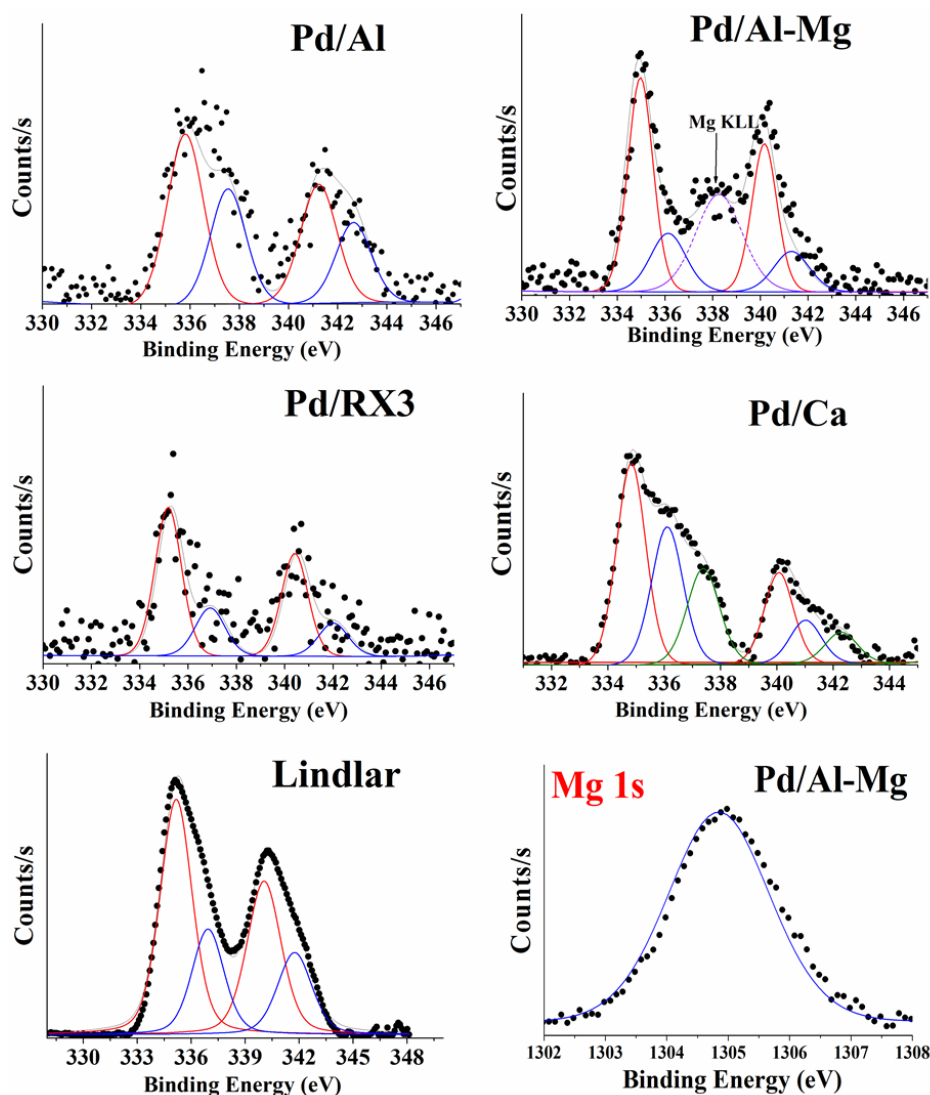 Pd/Al
Counts/s
330 332 334 336 338 340 342 344 346
Binding Energy (eV)
Pd/Al-Mg
Mg KLL
Counts/s
330 332 334 336 338 340 342 344 346
Binding Energy (eV)
Pd/RX3
Counts/s
330 332 334 336 338 340 342 344 346
Binding Energy (eV)
Pd/Ca
Counts/s
332 334 336 338 340 342 344
Binding Energy (eV)
Lindlar
Counts/s
330 333 336 339 342 345 348
Binding Energy (eV)
Mg 1s
Pd/Al-Mg
Counts/s
1302 1303 1304 1305 1306 1307 1308
Binding Energy (eV)